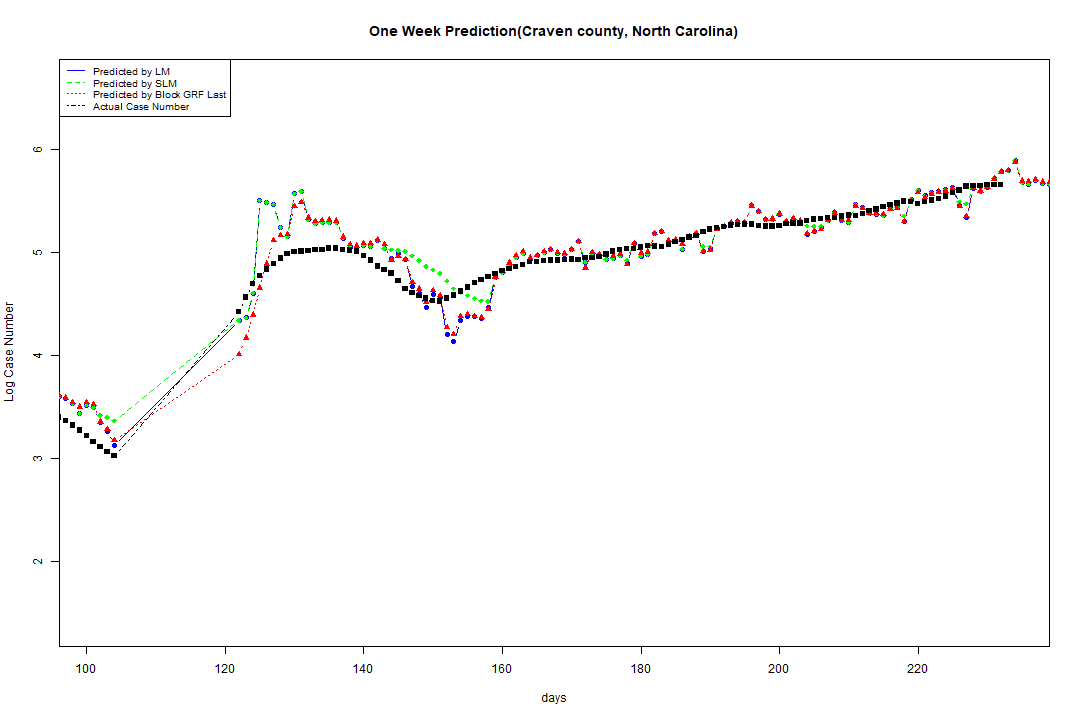 One Week Prediction(Craven county, North Carolina)
Predicted by LM
Predicted by SLM
Predicted by Block GRF Last
Actual Case Number
6
5
4
3
2
Log Case Number
100 120 140 160 180 200 220
days